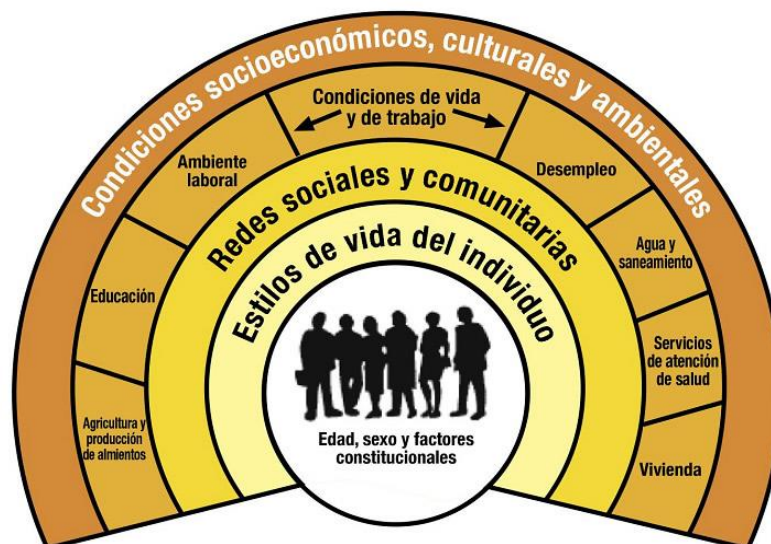 Condiciones socioeconómicos, culturales y ambientales
Condiciones de vida
y de trabajo
Ambiente
laboral
Desempleo
Redes sociales y comunitarias
Agua y
saneamiento
Educación
Estilos de vida del individuo
Servicios
de atención
de salud
Agricultura y
producción
de almientos
Edad, sexo y factores
constitucionales
Vivienda